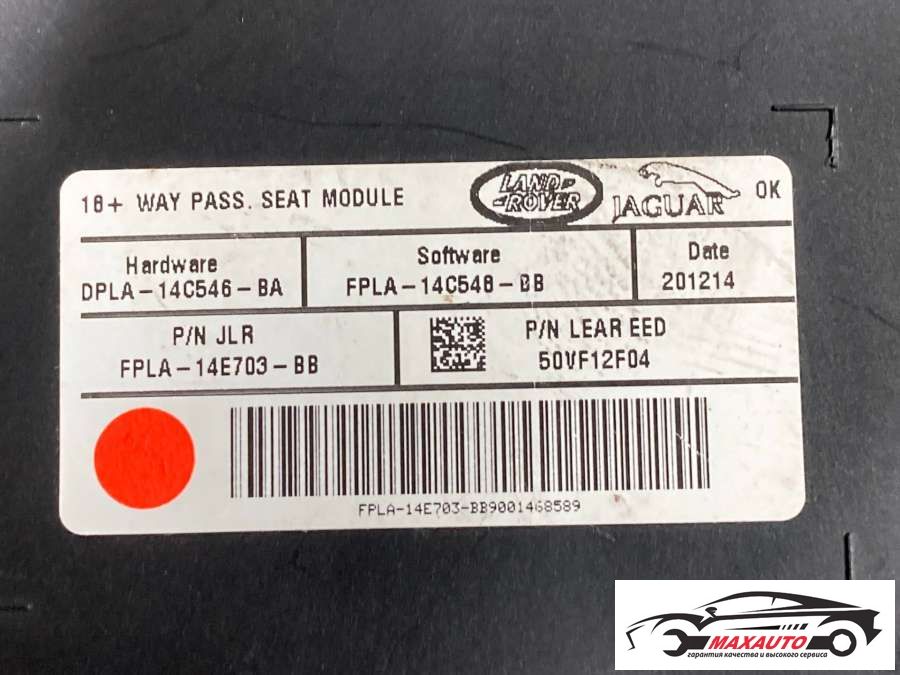 18+ WAY PASS. SEAT MODULE
LAND-
-ROVER
JAGUAR
OK
Hardware
DPLA-14C546-BA
Software
FPLA-14C548-BB
Date
201214
P/N JLR
FPLA-14E703-BB
P/N LEAR EED
50VF12F04
FPLA-14E703-BB9001468589
MAXAUTO
гарантия качества и высокого сервиса